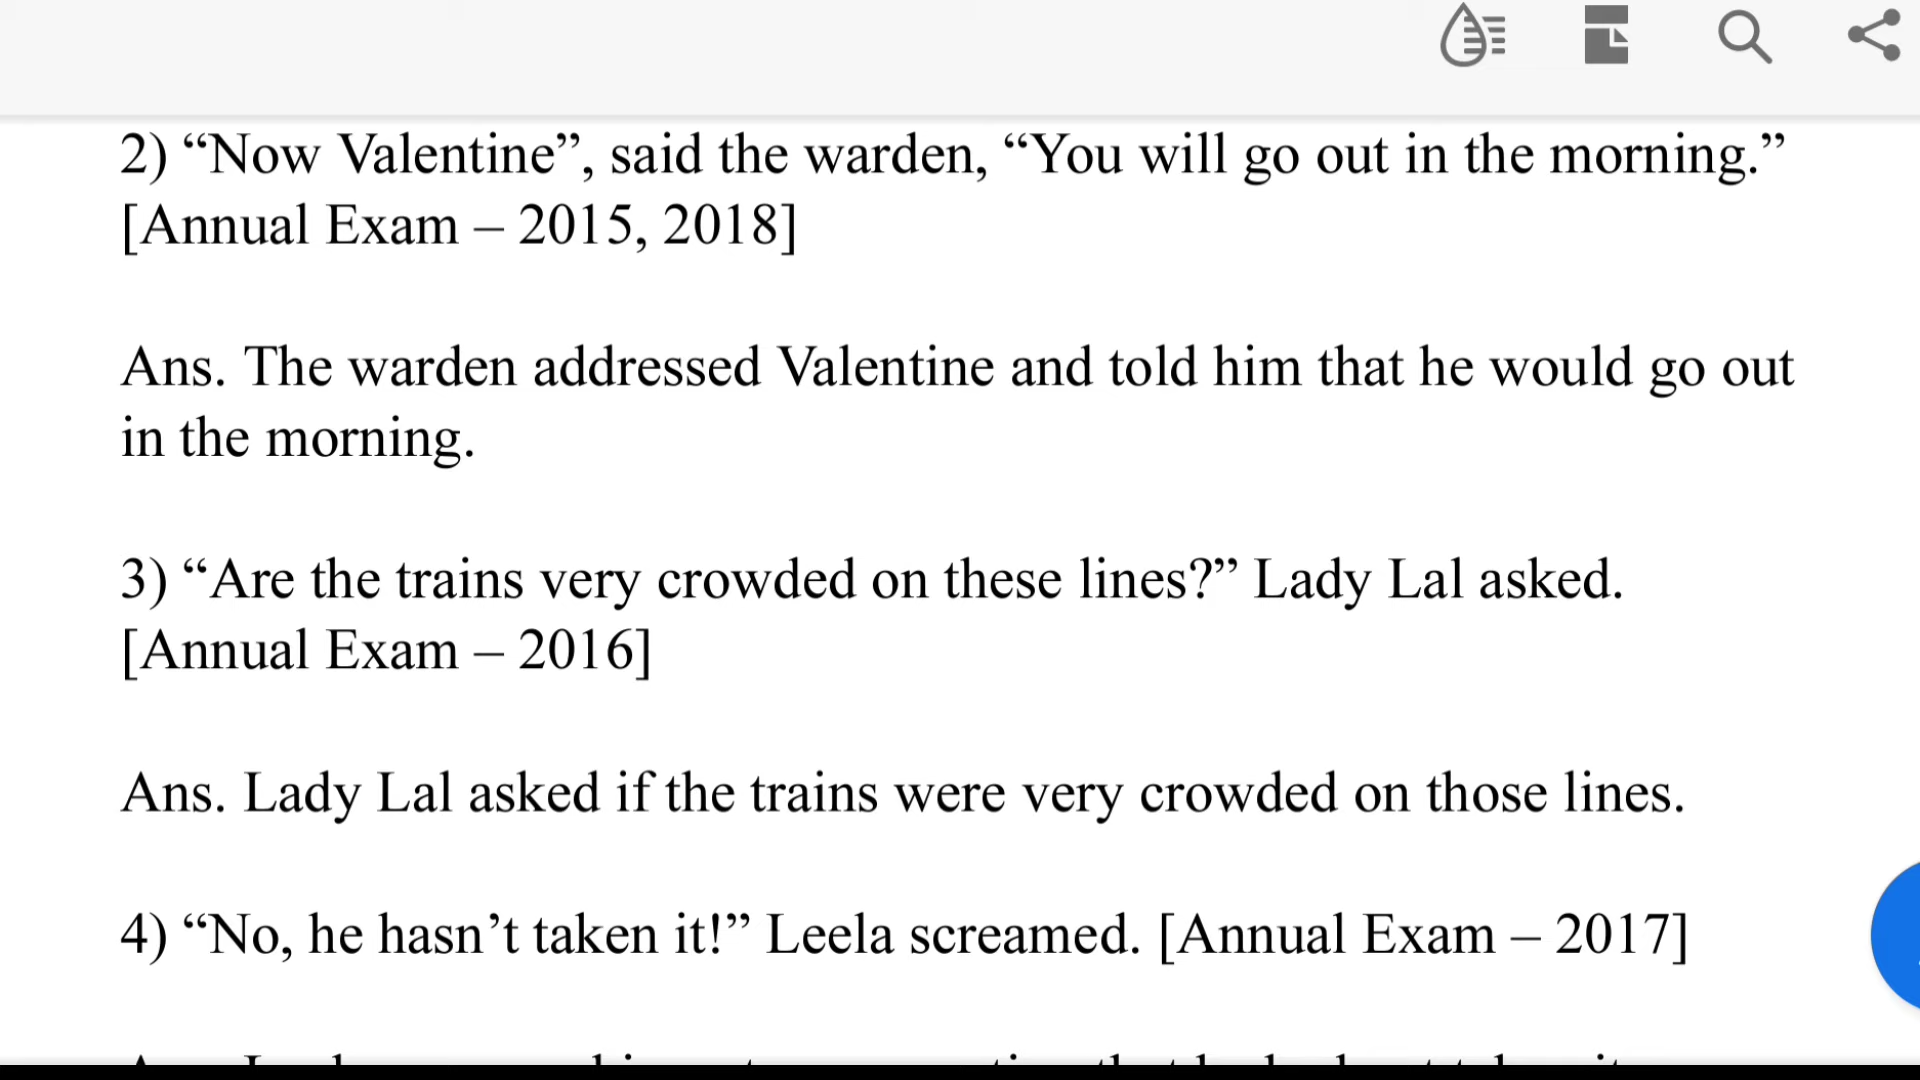 2) “Now Valentine”, said the warden, “You will go out in the morning.”
[Annual Exam – 2015, 2018]
Ans. The warden addressed Valentine and told him that he would go out
in the morning.
3) “Are the trains very crowded on these lines?” Lady Lal asked.
[Annual Exam – 2016]
Ans. Lady Lal asked if the trains were very crowded on those lines.
4) “No, he hasn’t taken it!” Leela screamed. [Annual Exam – 2017]